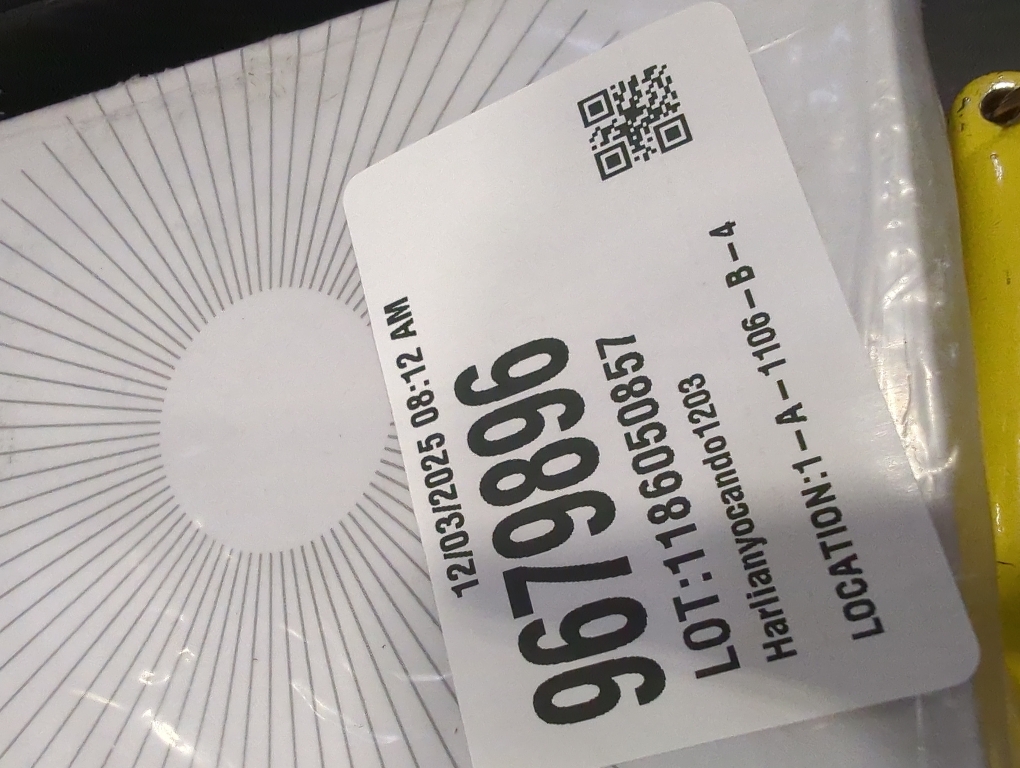 12/03/2025 08:12 AM
9679896
LOT:1186050857
Harlianyocando1203
LOCATION:1-A-1106-B-4